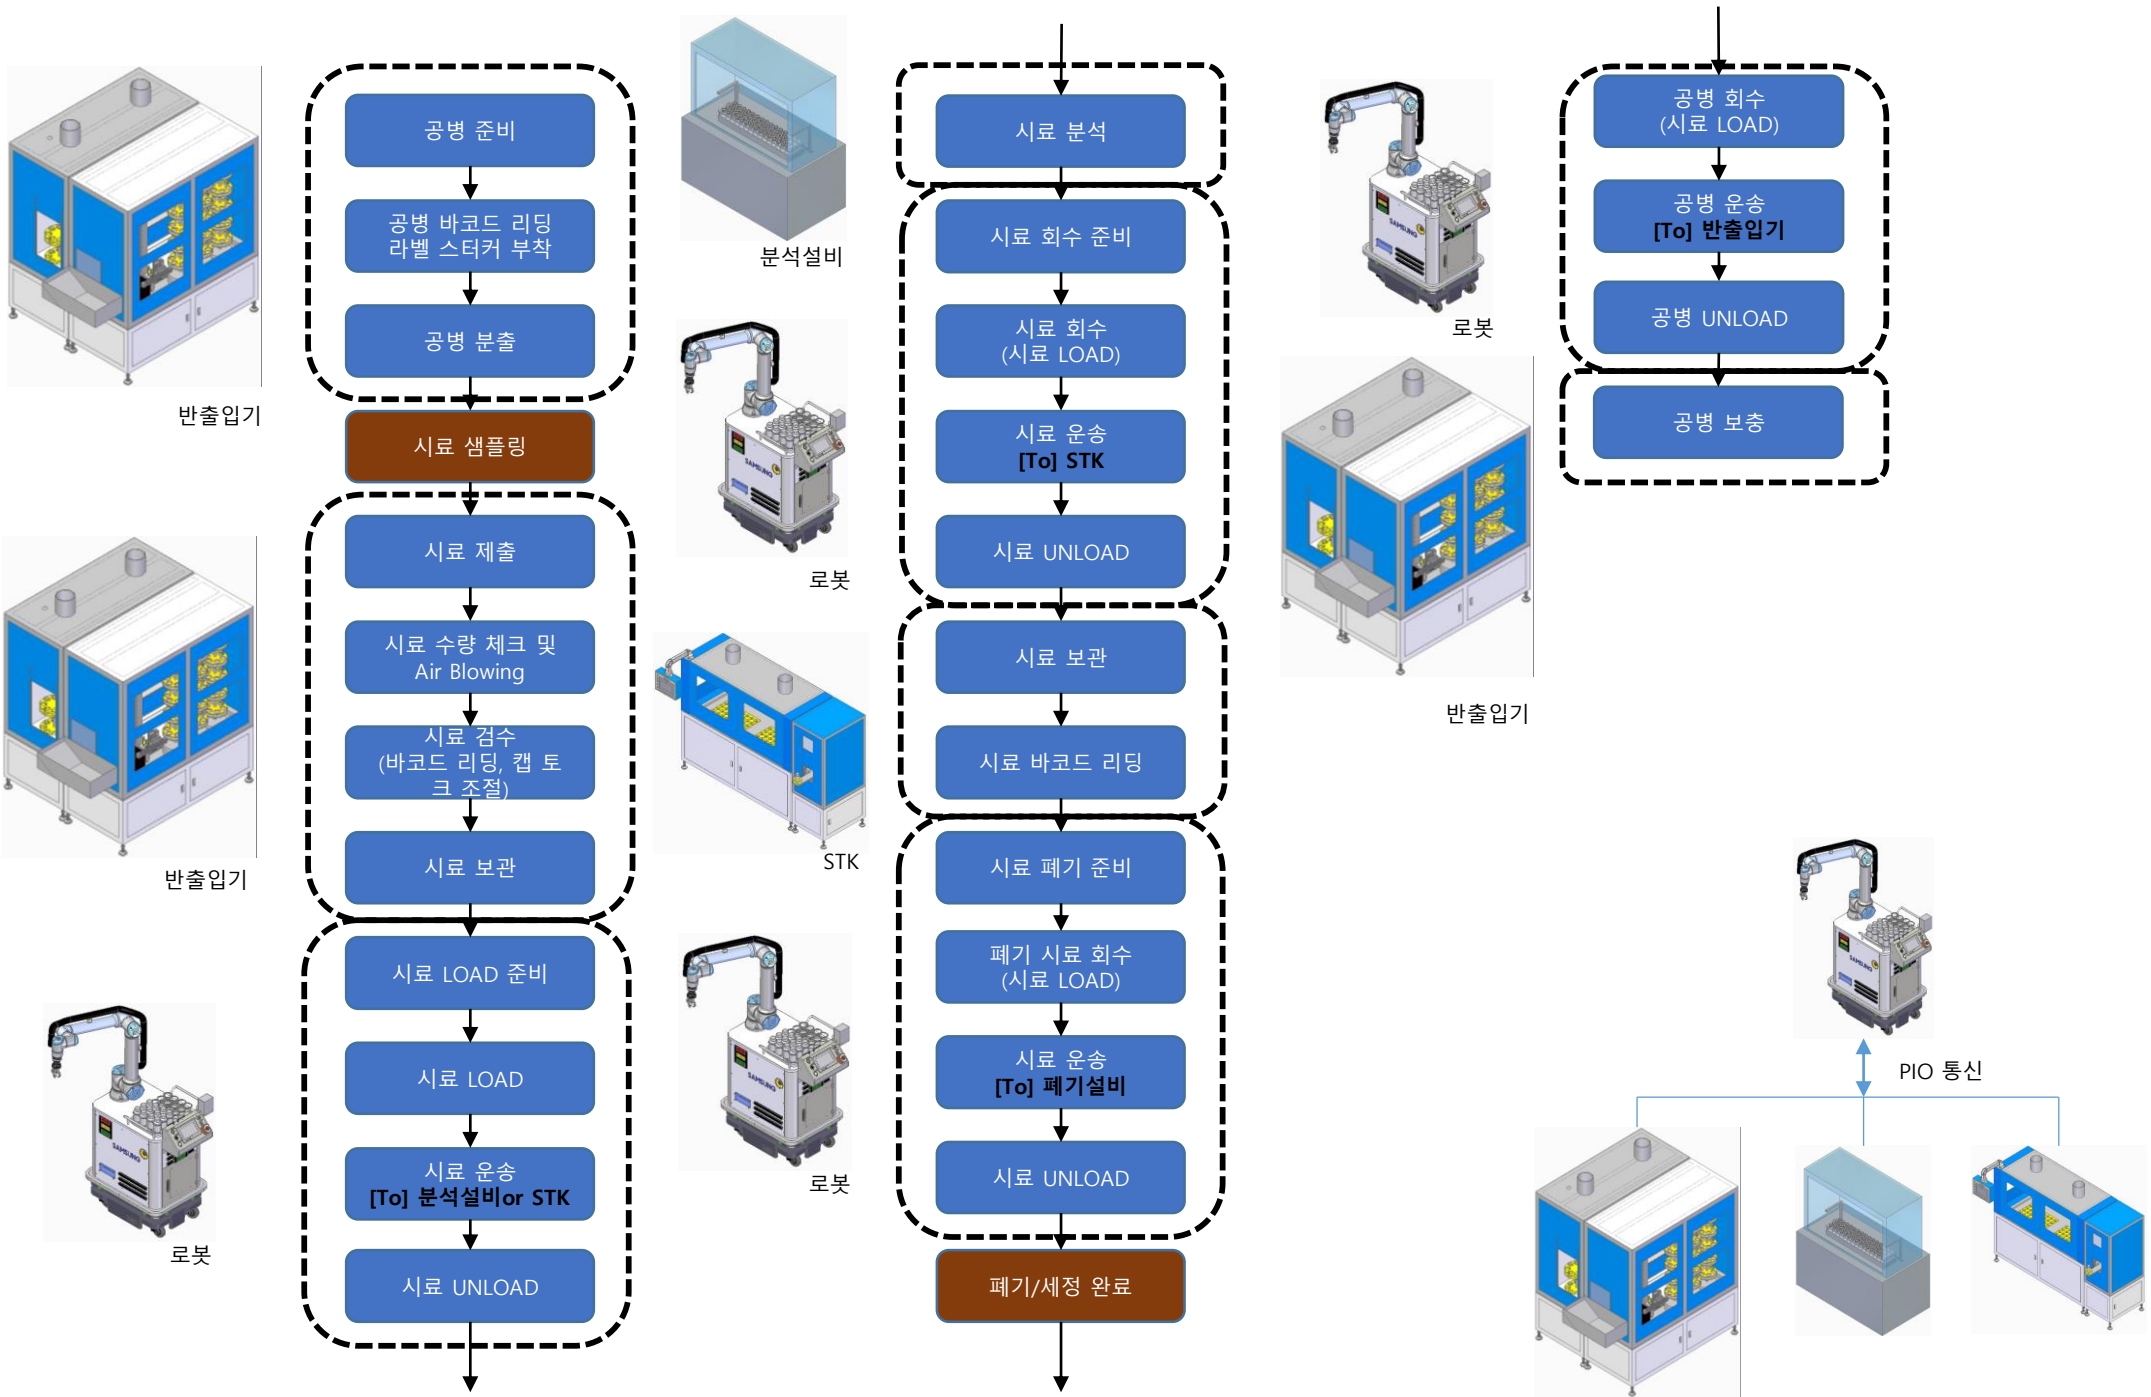 공병 준비
공병 바코드 리딩
라벨 스티커 부착
공병 분출
반출입기
시료 샘플링
시료 제출
시료 수량 체크 및
Air Blowing
시료 검수
(바코드 리딩, 캡 토
크 조절)
시료 보관
반출입기
시료 LOAD 준비
시료 LOAD
시료 운송
[To] 분석설비or STK
시료 UNLOAD
SAMSUNG
로봇
시료 분석
분석설비
시료 회수 준비
시료 회수
(시료 LOAD)
시료 운송
[To] STK
시료 UNLOAD
SAMSUNG
로봇
시료 보관
시료 바코드 리딩
STK
시료 폐기 준비
폐기 시료 회수
(시료 LOAD)
시료 운송
[To] 폐기설비
시료 UNLOAD
SAMSUNG
로봇
폐기/세정 완료
공병 회수
(시료 LOAD)
공병 운송
[To] 반출입기
공병 UNLOAD
SAMSUNG
로봇
공병 보충
반출입기
SAMSUNG
PIO 통신